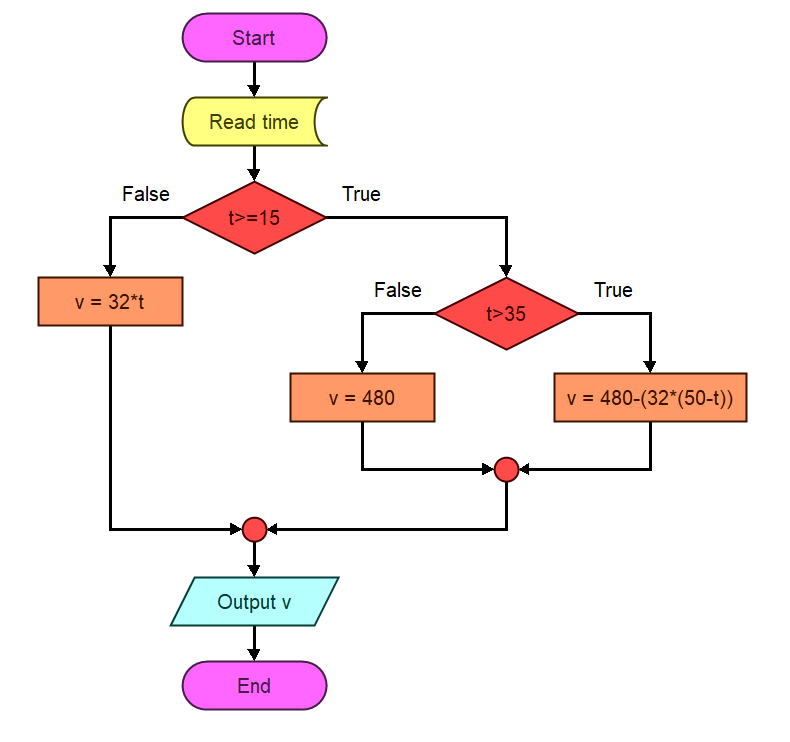 Start
Read time
False
True
t>=15
v = 32*t
False
True
t>35
v = 480
v = 480-(32*(50-t))
Output v
End